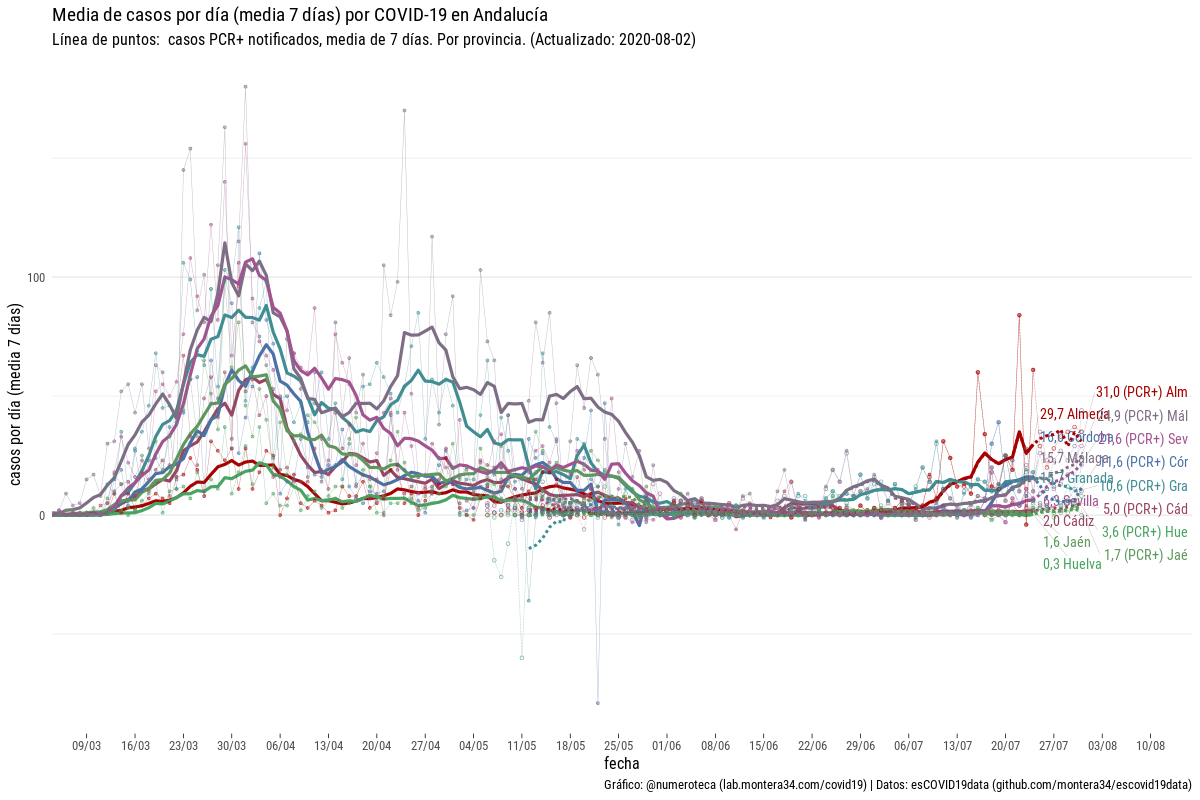 Media de casos por día (media 7 días) por COVID-19 en Andalucía
Línea de puntos:  casos PCR+ notificados, media de 7 días. Por provincia. (Actualizado: 2020-08-02)
casos por día (media 7 días)
100
0
31,0 (PCR+) Alm
29,7 Almería
(PCR+) Mál
Córdoba
(PCR+) Sev
15,7 Málaga
11,6 (PCR+) Cór
Granada
10,6 (PCR+) Gra
Sevilla
5,0 (PCR+) Cád
2,0 Cádiz
3,6 (PCR+) Hue
1,6 Jaén
1,7 (PCR+) Jaé
0,3 Huelva
09/03 16/03 23/03 30/03 06/04 13/04 20/04 27/04 04/05 11/05 18/05 25/05 01/06 08/06 15/06 22/06 29/06 06/07 13/07 20/07 27/07 03/08 10/08
fecha
Gráfico: @numeroteca (lab.montera34.com/covid19) | Datos: esCOVID19data (github.com/montera34/escovid19data)